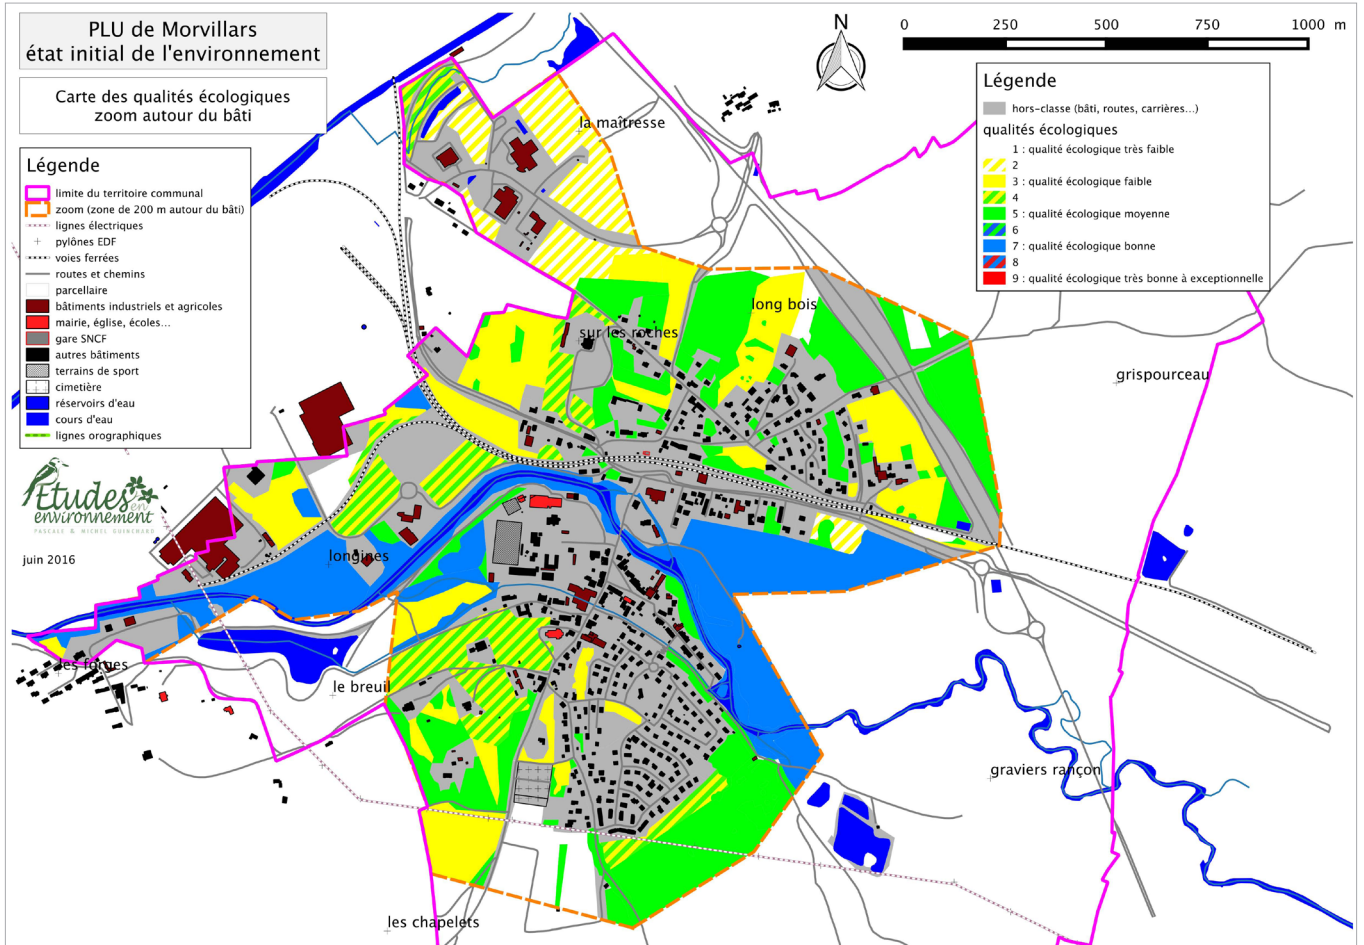 PLU de Morvillars
état initial de l'environnement
Carte des qualités écologiques
zoom autour du bâti
Légende
limite du territoire communal
zoom (zone de 200 m autour du bâti)
lignes électriques
pylônes EDF
voies ferrées
routes et chemins
parcellaire
bâtiments industriels et agricoles
mairie, église, écoles...
gare SNCF
autres bâtiments
terrains de sport
cimetière
réservoirs d'eau
cours d'eau
lignes orographiques
Études
en
environnement
PASCALE & MICHEL GUINCHARD
juin 2016
N
0 250 500 750 1000 m
Légende
hors-classe (bâti, routes, carrières...)
qualités écologiques
1 : qualité écologique très faible
2
3 : qualité écologique faible
4
5 : qualité écologique moyenne
6
7 : qualité écologique bonne
8
9 : qualité écologique très bonne à exceptionnelle
la maîtresse
long bois
sur les roches
grispourceau
longines
les forges
le breuil
graviers rançon
les chapelets